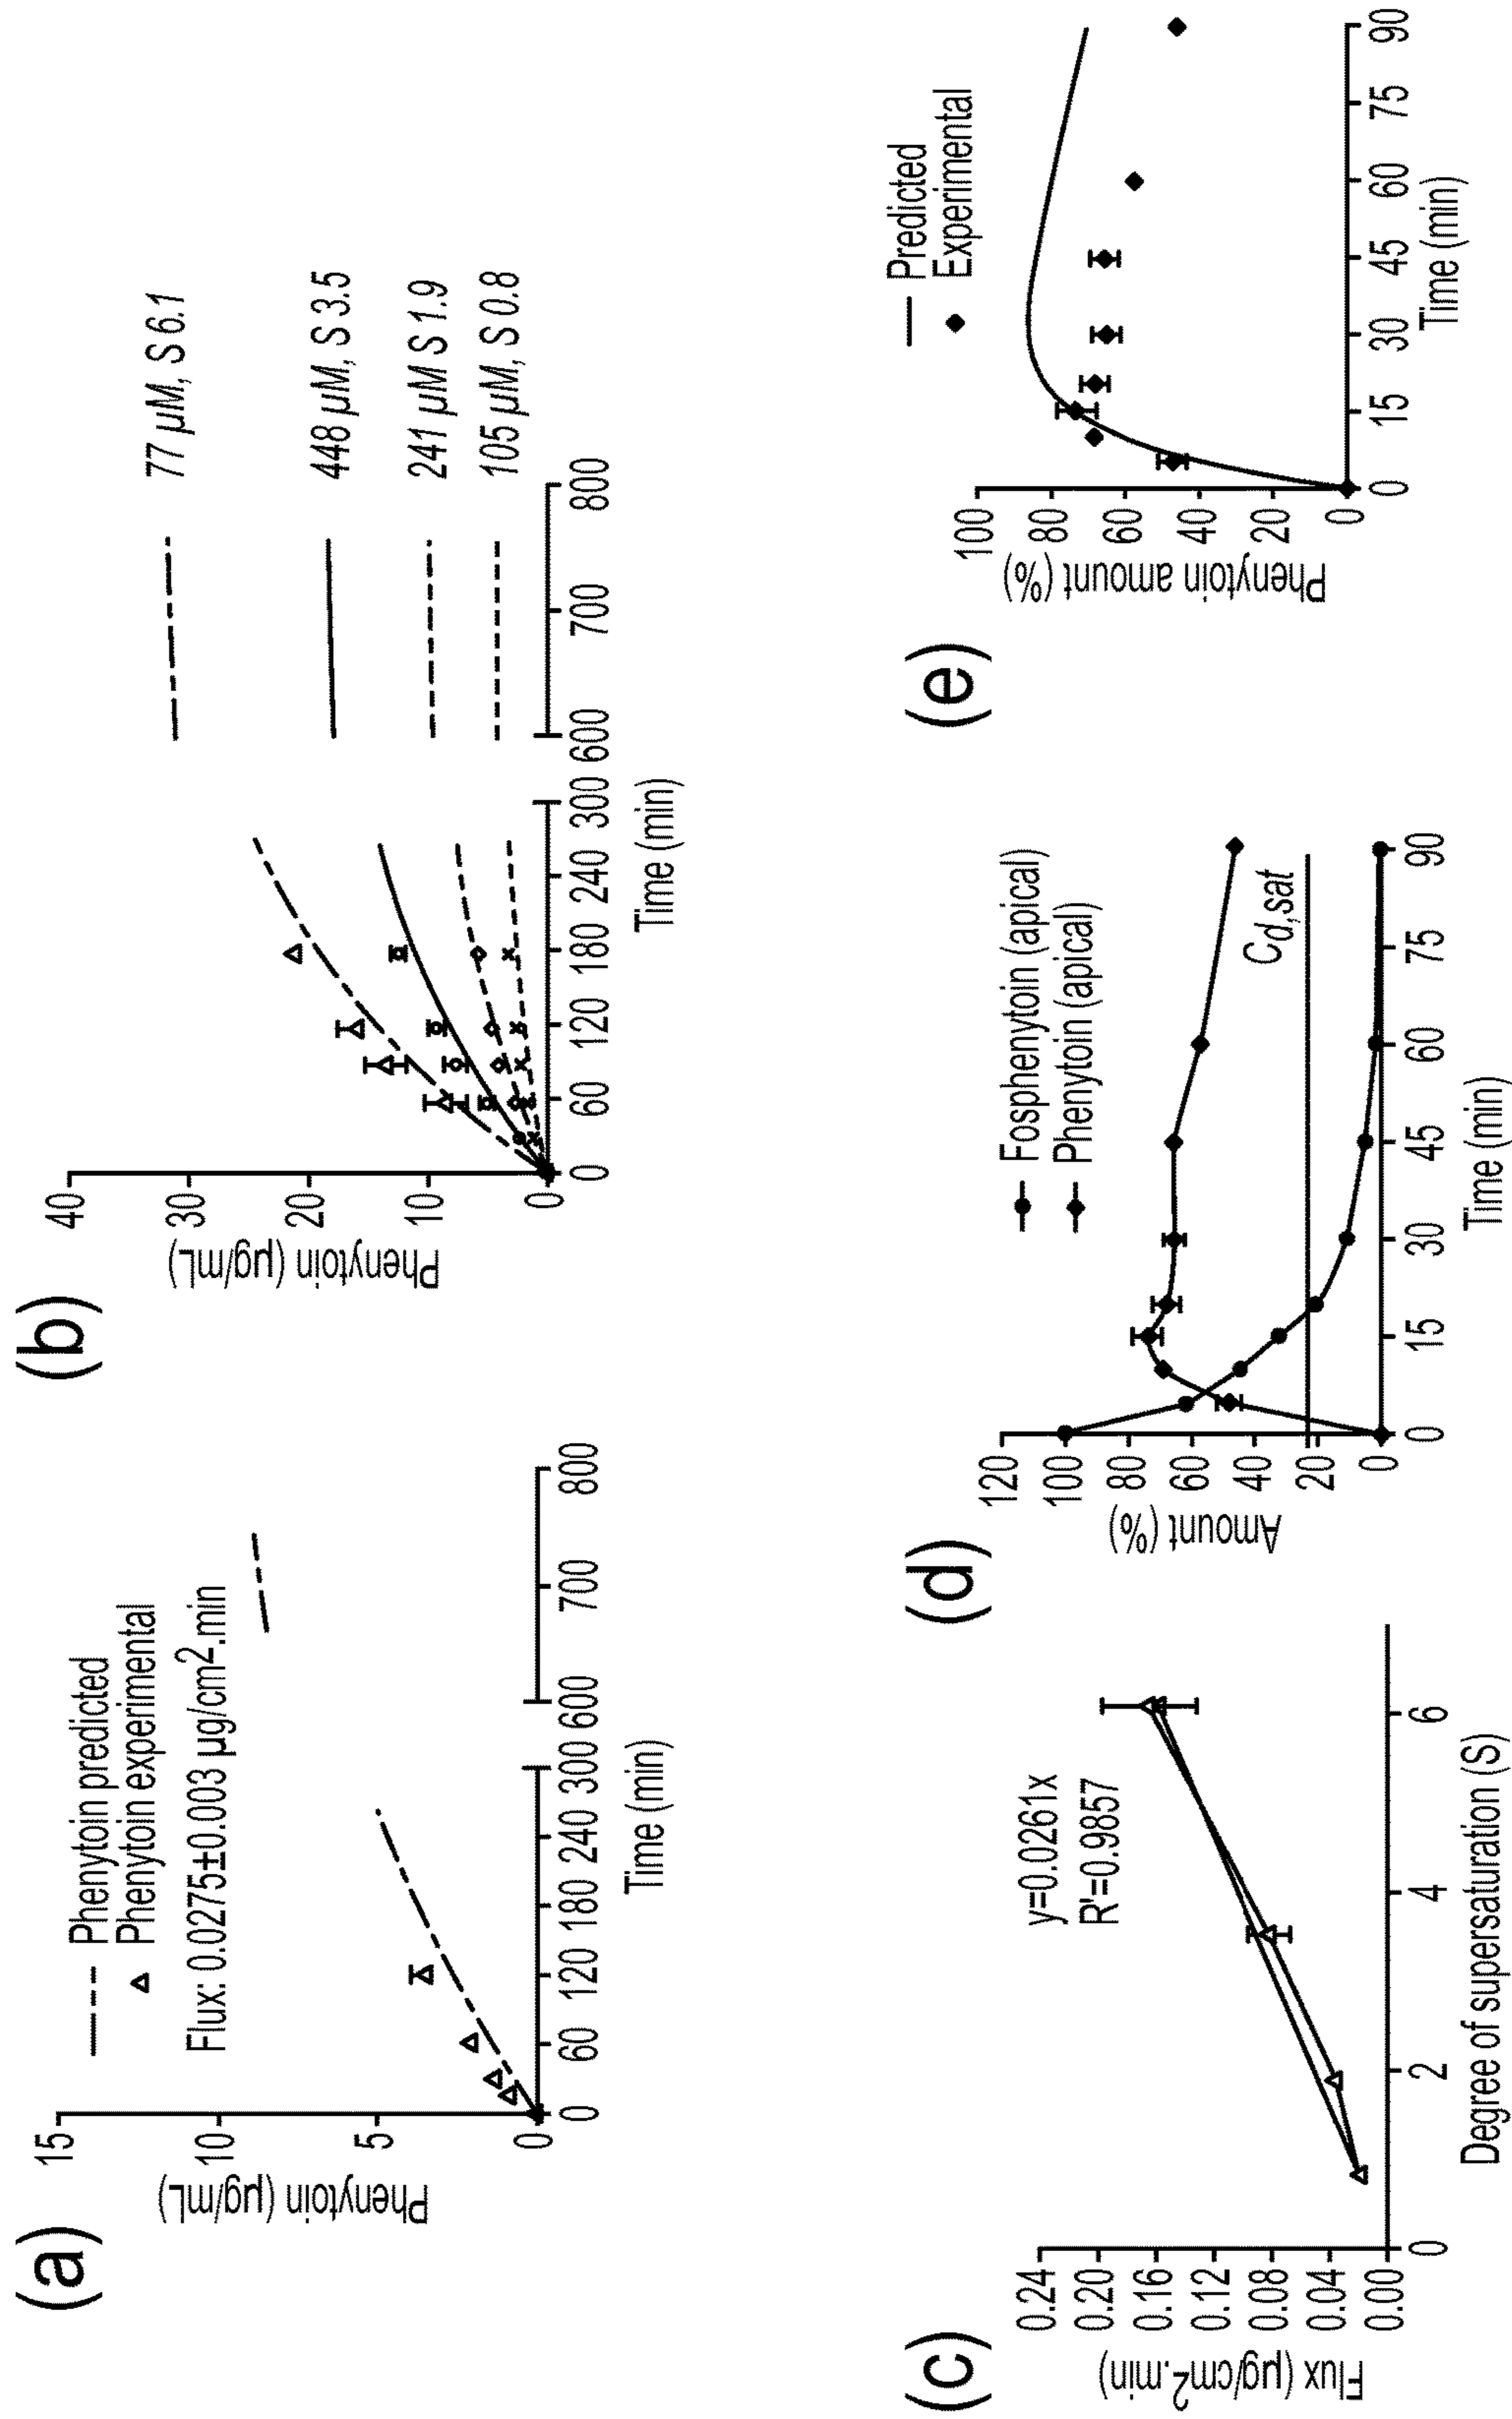 (a)
Phenytoin (µg/mL)
15
10
5
0
--- Phenytoin predicted
Phenytoin experimental
Flux: 0.0275±0.003 µg/cm2.min
0 60 120 180 240 300 600 700 800
Time (min)
(b)
Phenytoin (µg/mL)
40
30
20
10
0
77 µM, S 6.1
448 µM, S 3.5
241 µM S 1.9
105 µM, S 0.8
0 60 120 180 240 300 600 700 800
Time (min)
(c)
Flux (µg/cm2.min)
0.24
0.20
0.16
0.12
0.08
0.04
0.00
y=0.0261x
R'=0.9857
0 2 4 6
Degree of supersaturation (S)
(d)
Amount (%)
120
100
80
60
40
20
0
Fosphenytoin (apical)
Phenytoin (apical)
Cd,sat
0 15 30 45 60 75 90
Time (min)
(e)
Phenytoin amount (%)
100
80
60
40
20
0
— Predicted
Experimental
0 15 30 45 60 75 90
Time (min)